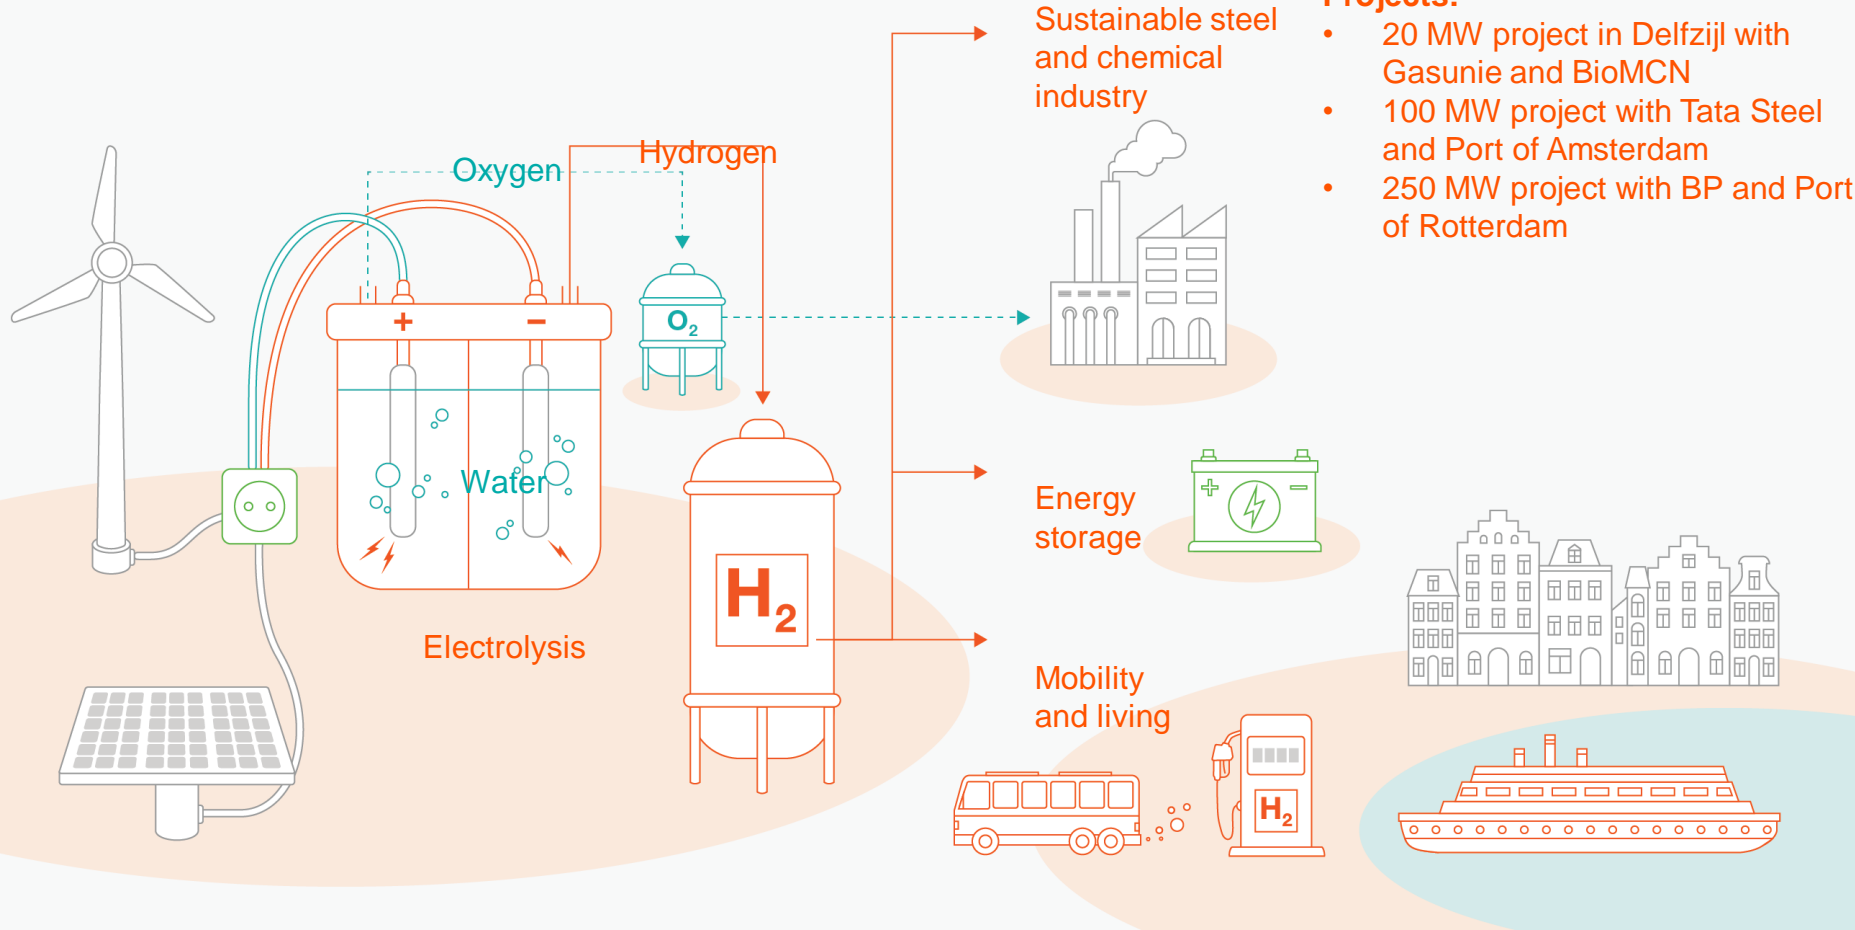 Sustainable steel
and chemical
industry
Projects:
• 20 MW project in Delfzijl with
Gasunie and BioMCN
• 100 MW project with Tata Steel
and Port of Amsterdam
• 250 MW project with BP and Port
of Rotterdam
Hydrogen
Oxygen
+ −
O₂
Water
H₂
Electrolysis
Energy
storage
+ −
Mobility
and living
H₂